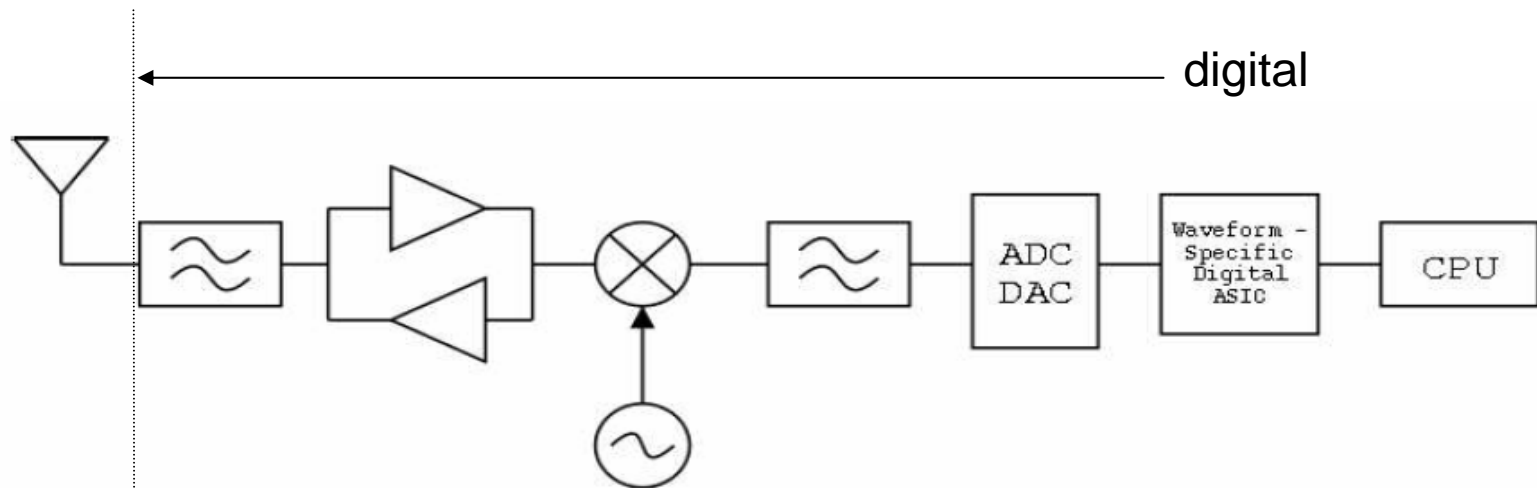 digital
ADC
DAC
Waveform -
Specific
Digital
ASIC
CPU